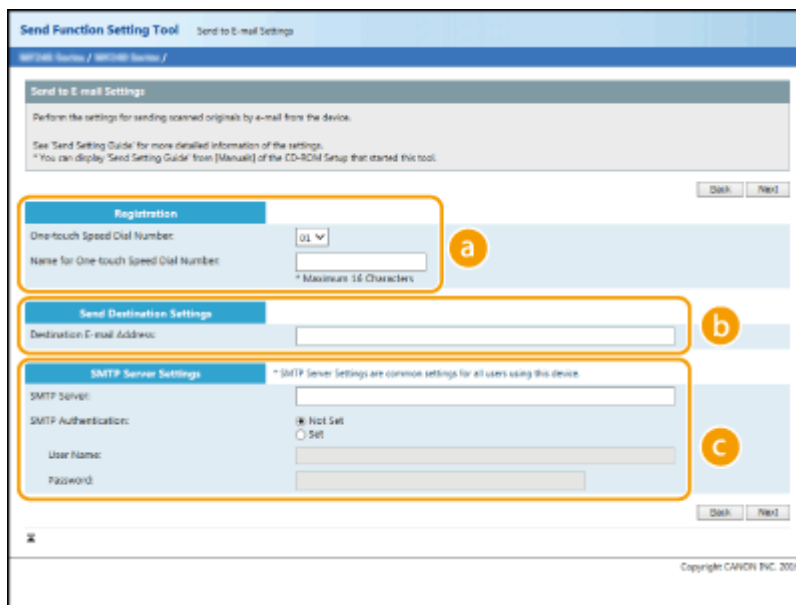 Send Function Setting Tool Send to E-mail Settings
Send to E-mail Settings
Perform the settings for sending scanned originals by e-mail from the device.
See 'Send Setting Guide' for more detailed information of the settings.
* You can display 'Send Setting Guide' from [Manuals] of the CD-ROM Setup that started this tool.
Back Next
Registration
One-touch Speed Dial Number: 01
Name for One-touch Speed Dial Number:
* Maximum 16 Characters
a
Send Destination Settings
Destination E-mail Address:
b
SMTP Server Settings * SMTP Server Settings are common settings for all users using this device.
SMTP Server:
SMTP Authentication: Not Set
Set
User Name:
Password:
c
Back Next
Copyright CANON INC.